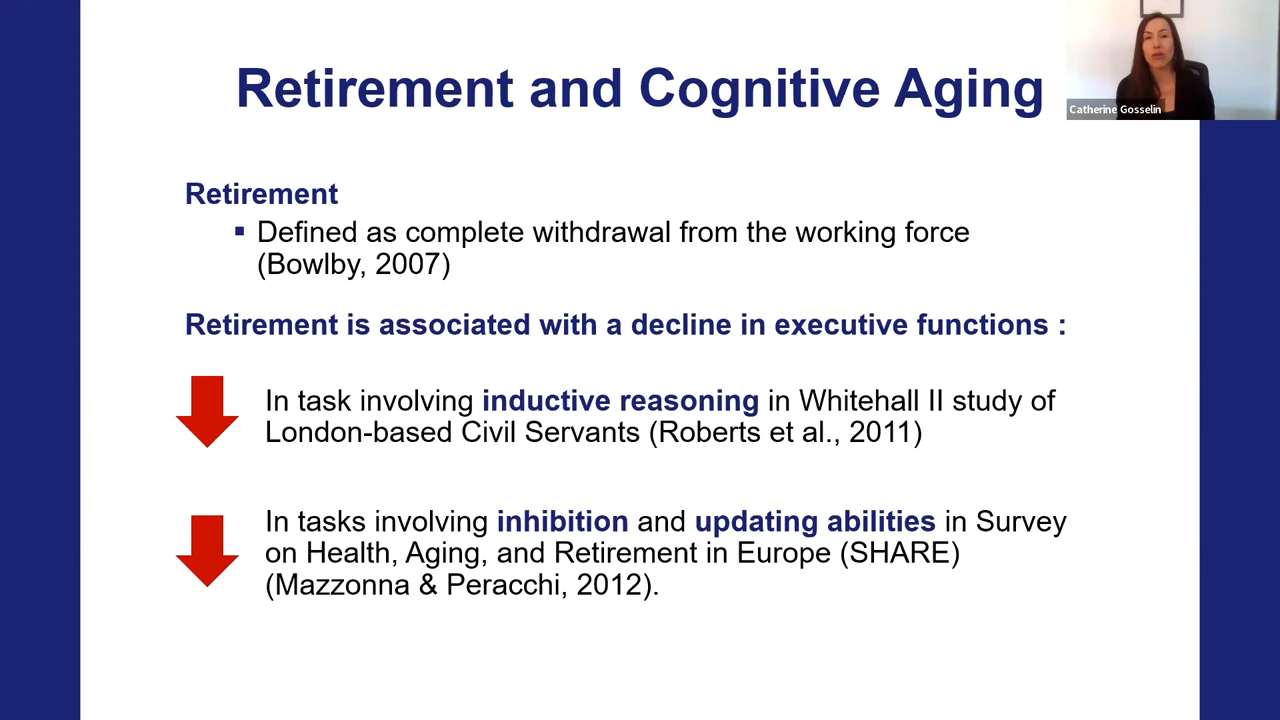 Retirement and Cognitive Aging
Catherine Gosselin
Retirement
▪ Defined as complete withdrawal from the working force
(Bowlby, 2007)
Retirement is associated with a decline in executive functions :
In task involving inductive reasoning in Whitehall II study of
London-based Civil Servants (Roberts et al., 2011)
In tasks involving inhibition and updating abilities in Survey
on Health, Aging, and Retirement in Europe (SHARE)
(Mazzonna & Peracchi, 2012).